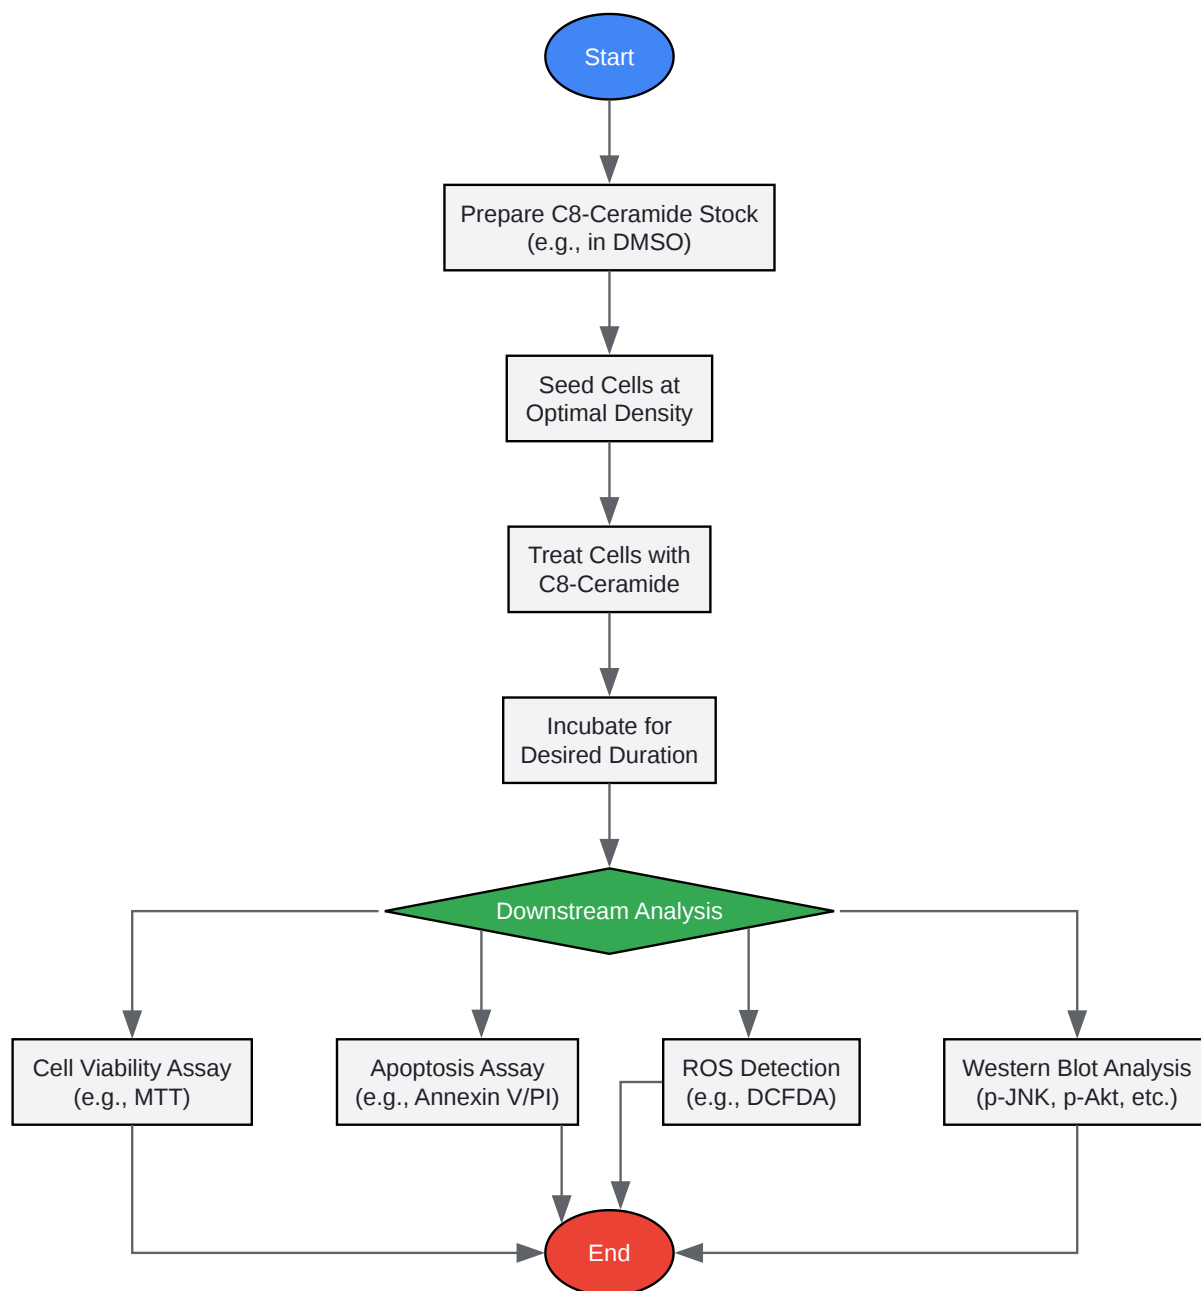 Start
Prepare C8-Ceramide Stock
(e.g., in DMSO)
Seed Cells at
Optimal Density
Treat Cells with
C8-Ceramide
Incubate for
Desired Duration
Downstream Analysis
Cell Viability Assay
(e.g., MTT)
Apoptosis Assay
(e.g., Annexin V/PI)
ROS Detection
(e.g., DCFDA)
Western Blot Analysis
(p-JNK, p-Akt, etc.)
End